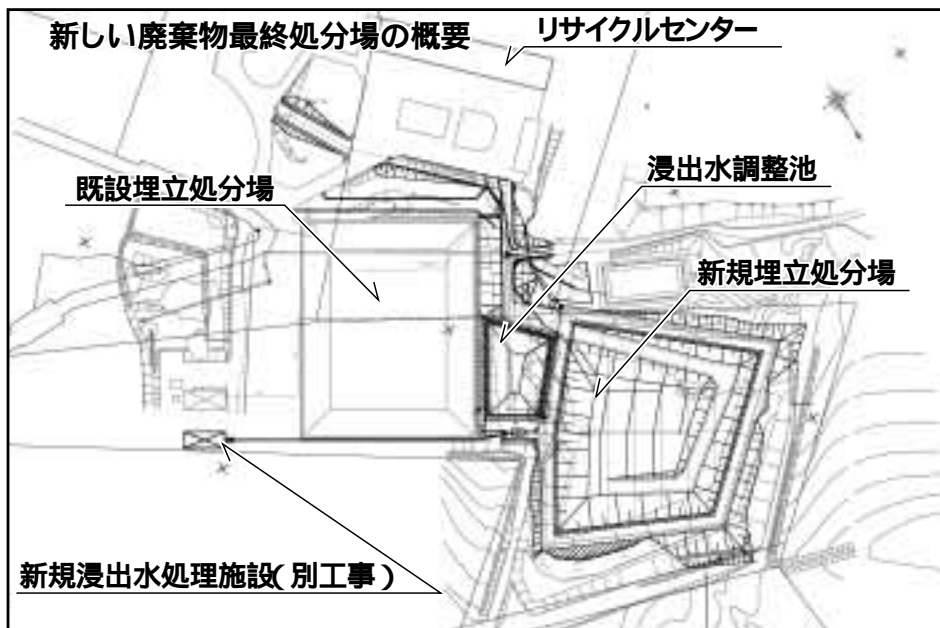 新しい廃棄物最終処分場の概要
リサイクルセンター
浸出水調整池
既設埋立処分場
新規埋立処分場
新規浸出水処理施設(別工事)